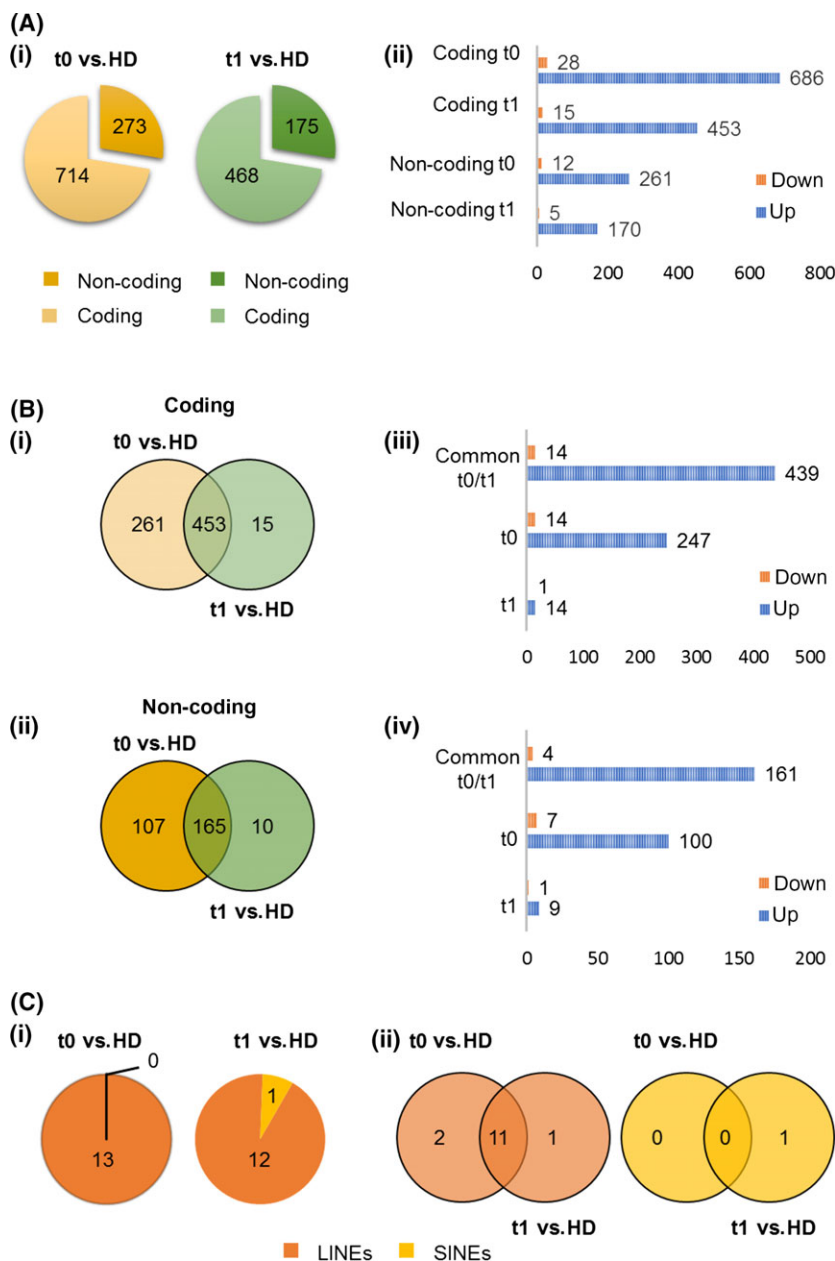 (A)
(i)
t0 vs.HD
t1 vs.HD
273
714
175
468
Non-coding
Non-coding
Coding
Coding
(ii)
Coding t0
28
686
Coding t1
15
453
Non-coding t0
12
261
Non-coding t1
5
170
Down
Up
0 200 400 600 800
(B)
Coding
(i)
t0 vs.HD
261 453 15
t1 vs.HD
(iii)
Common t0/t1
14
439
t0
14
247
t1
1
14
Down
Up
0 100 200 300 400 500
Non-coding
(ii)
t0 vs.HD
107 165 10
t1 vs.HD
(iv)
Common t0/t1
4
161
t0
7
100
t1
1
9
Down
Up
0 50 100 150 200
(C)
(i)
t0 vs.HD
0
13
t1 vs.HD
1
12
(ii)
t0 vs.HD
2 11 1
t1 vs.HD
t0 vs.HD
0 0 1
t1 vs.HD
LINEs SINEs